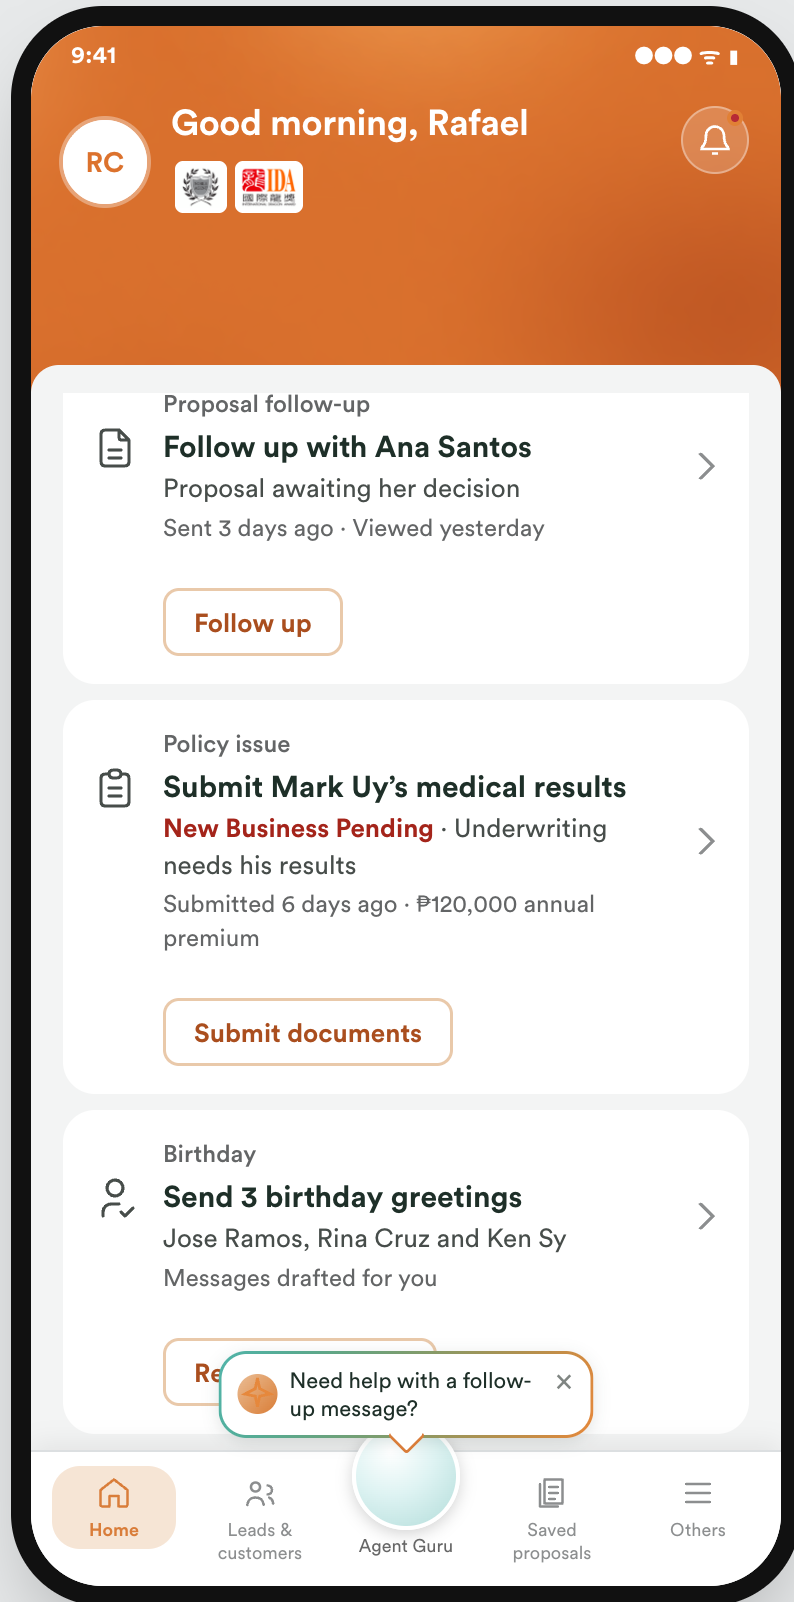 9:41
Good morning, Rafael
RC
IDA
國際龍獎
Proposal follow-up
Follow up with Ana Santos
Proposal awaiting her decision
Sent 3 days ago · Viewed yesterday
Follow up
Policy issue
Submit Mark Uy’s medical results
New Business Pending · Underwriting
needs his results
Submitted 6 days ago · ₱120,000 annual
premium
Submit documents
Birthday
Send 3 birthday greetings
Jose Ramos, Rina Cruz and Ken Sy
Messages drafted for you
Re
Need help with a follow-
up message?
Home
Leads &
customers
Agent Guru
Saved
proposals
Others